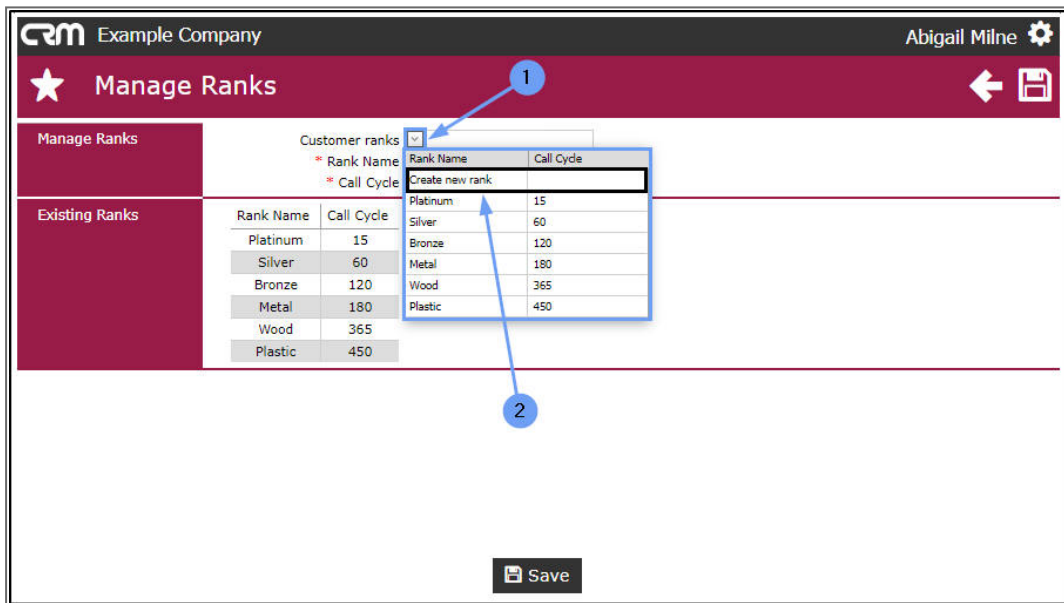 CRM Example Company Abigail Milne
Manage Ranks
1
Manage Ranks Customer ranks
* Rank Name
* Call Cycle
Rank Name Call Cycle
Create new rank
Platinum 15
Silver 60
Bronze 120
Metal 180
Wood 365
Plastic 450
Existing Ranks
Rank Name Call Cycle
Platinum 15
Silver 60
Bronze 120
Metal 180
Wood 365
Plastic 450
2
Save